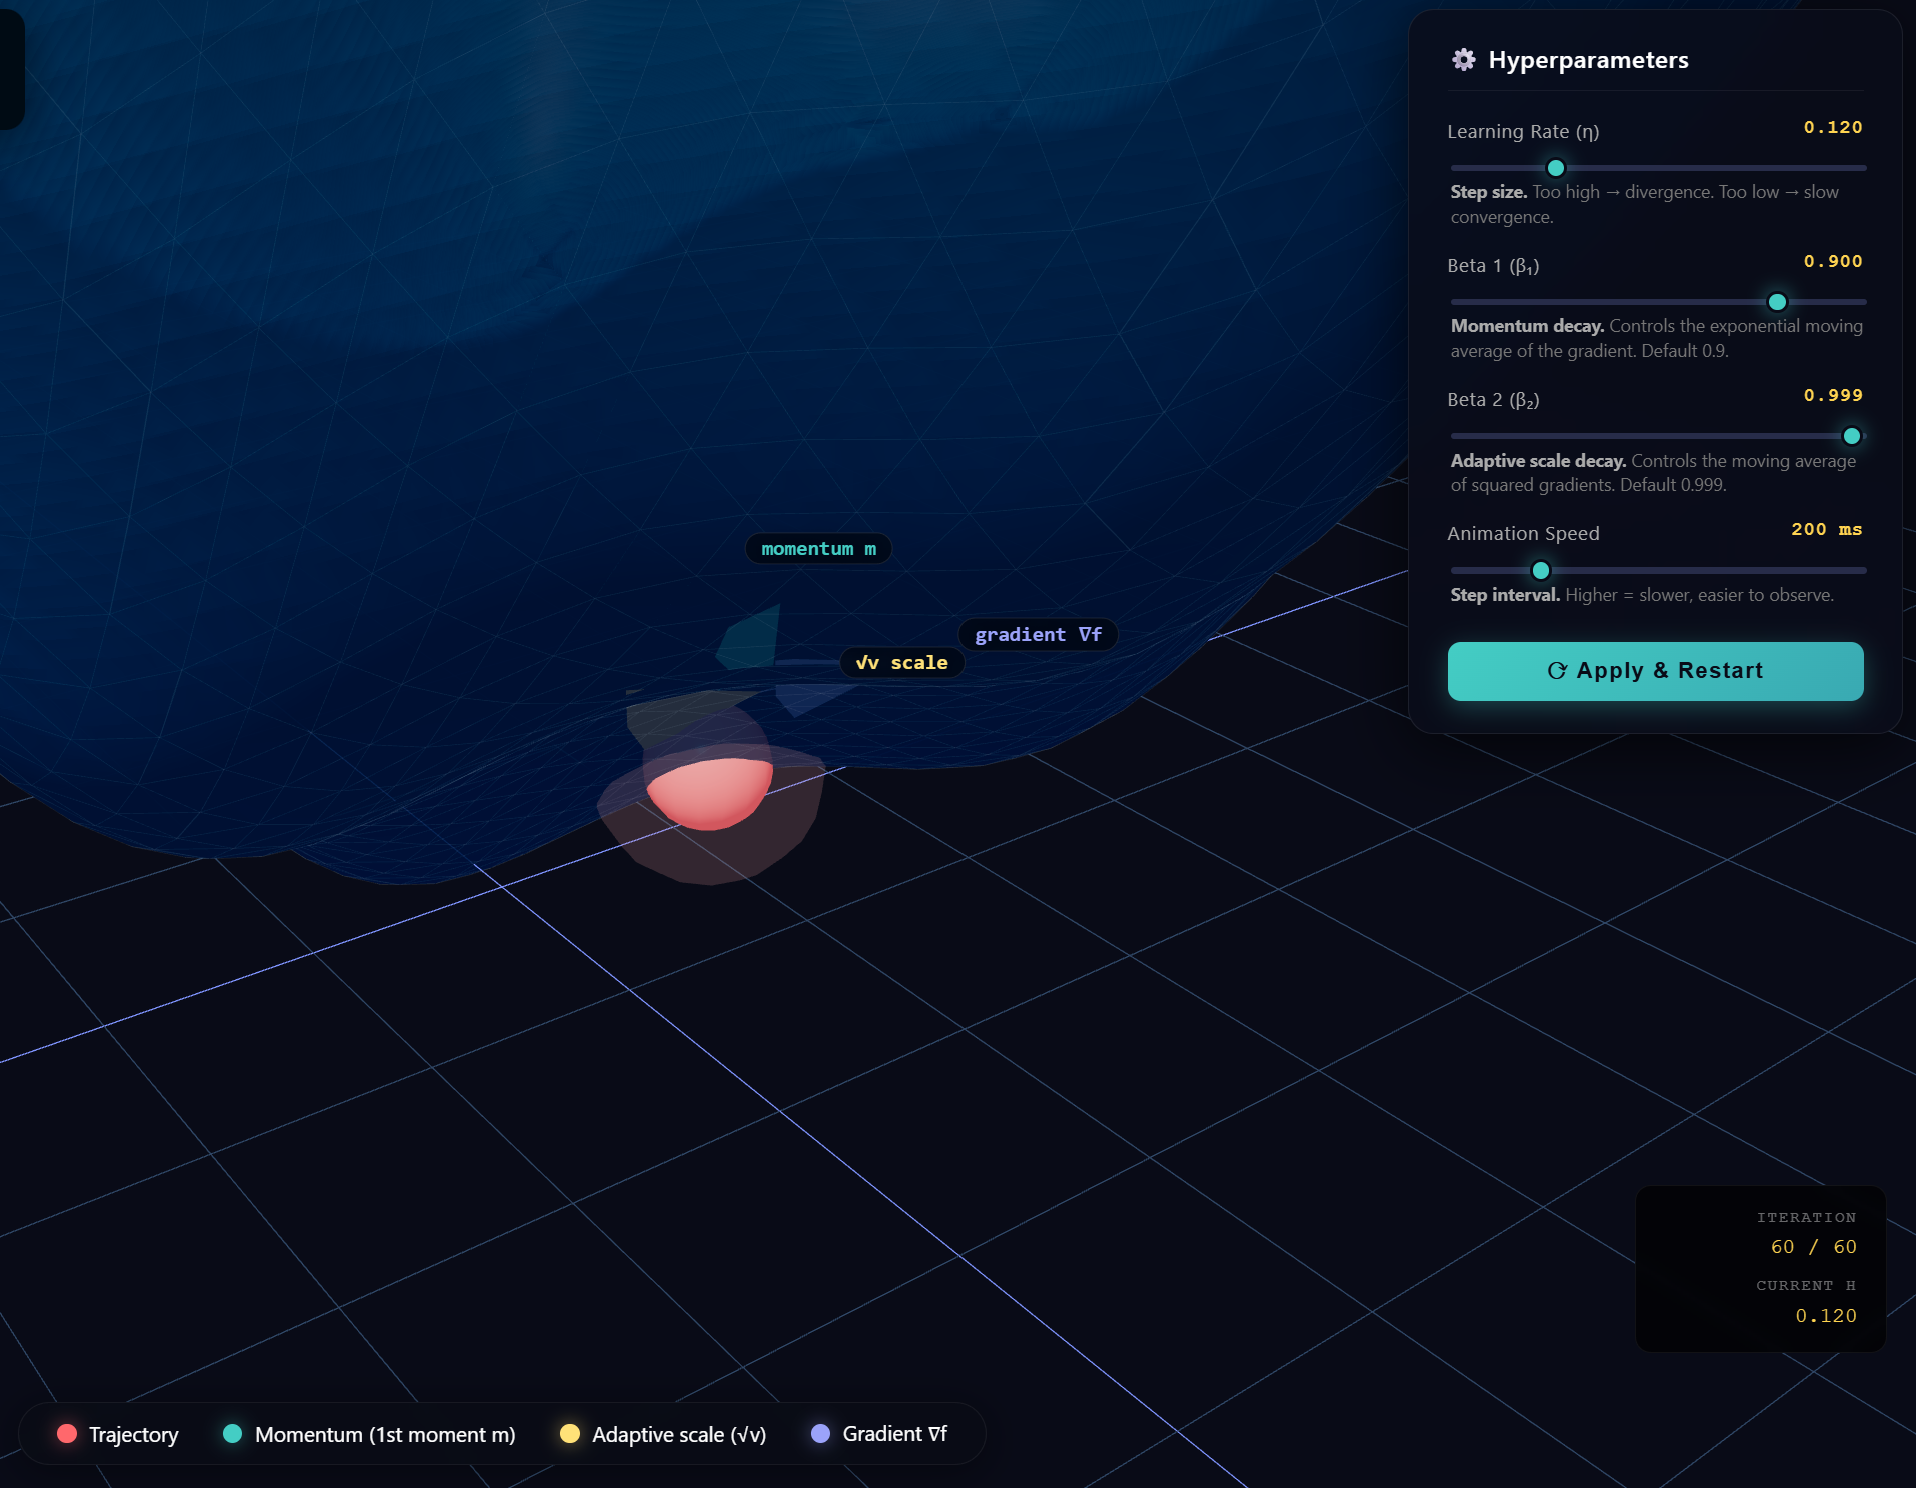 Hyperparameters
Learning Rate (η)
0.120
Step size. Too high → divergence. Too low → slow
convergence.
Beta 1 (β₁)
0.900
Momentum decay. Controls the exponential moving
average of the gradient. Default 0.9.
Beta 2 (β₂)
0.999
Adaptive scale decay. Controls the moving average
of squared gradients. Default 0.999.
Animation Speed
200 ms
Step interval. Higher = slower, easier to observe.
⟳ Apply & Restart
momentum m
gradient ∇f
√v scale
ITERATION
60 / 60
CURRENT H
0.120
Trajectory
Momentum (1st moment m)
Adaptive scale (√v)
Gradient ∇f